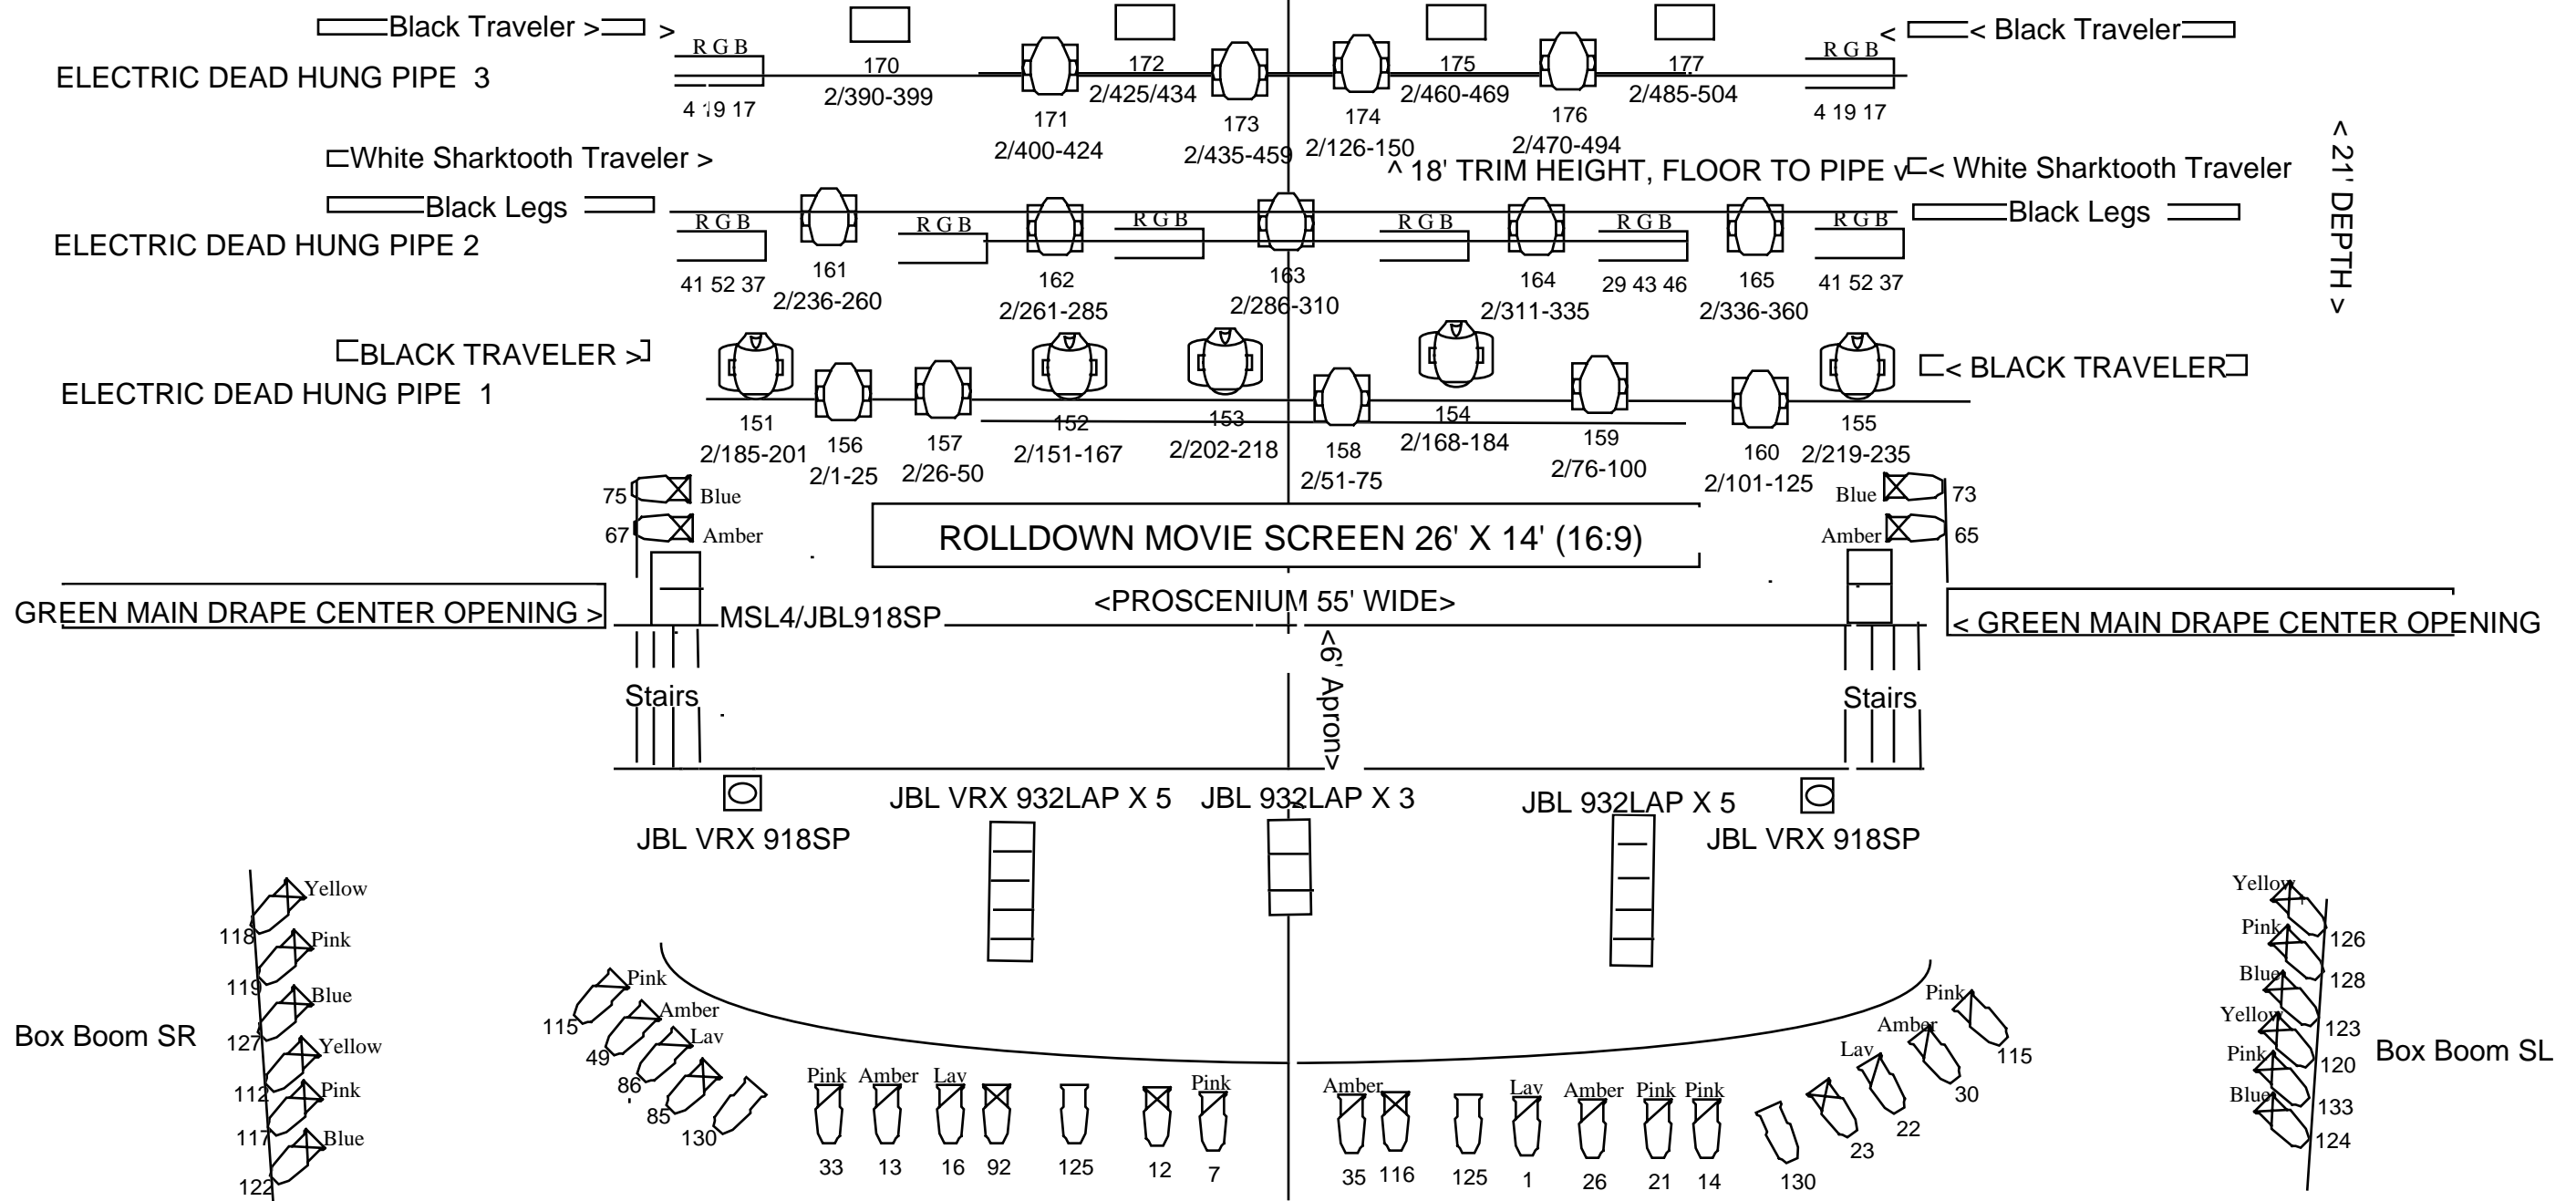 Black Traveler > >
< < Black Traveler
R G B
R G B
ELECTRIC DEAD HUNG PIPE 3
170
172
175
177
2/390-399
2/425/434
2/460-469
2/485-504
4 19 17
171
173
174
176
4 19 17
2/400-424
2/435-459
2/126-150
2/470-494
White Sharktooth Traveler >
^ 18' TRIM HEIGHT, FLOOR TO PIPE v
< White Sharktooth Traveler
<21' DEPTH >
Black Legs
Black Legs
R G B
R G B
R G B
R G B
R G B
R G B
ELECTRIC DEAD HUNG PIPE 2
41 52 37
161
162
163
164
29 43 46
165
41 52 37
2/236-260
2/261-285
2/286-310
2/311-335
2/336-360
BLACK TRAVELER >
< BLACK TRAVELER
ELECTRIC DEAD HUNG PIPE 1
151
156
157
152
153
158
154
159
160
155
2/185-201
2/1-25
2/26-50
2/151-167
2/202-218
2/51-75
2/168-184
2/76-100
2/101-125
2/219-235
75
Blue
Blue
73
67
Amber
Amber
65
ROLLDOWN MOVIE SCREEN 26' X 14' (16:9)
GREEN MAIN DRAPE CENTER OPENING >
MSL4/JBL918SP
<PROSCENIUM 55' WIDE>
< GREEN MAIN DRAPE CENTER OPENING
<6' Apron>
Stairs
Stairs
JBL VRX 932LAP X 5
JBL 932LAP X 3
JBL 932LAP X 5
JBL VRX 918SP
JBL VRX 918SP
Box Boom SR
Yellow
118
Pink
119
Blue
127
Yellow
112
Pink
117
Blue
122
Pink
115
Amber
49
Lav
86
85
130
Pink
33
Amber
13
Lav
16
92
125
12
Pink
7
Amber
35
116
125
Lav
1
Amber
26
Pink
21
Pink
14
130
23
Lav
22
Amber
30
Pink
115
Yellow
126
Pink
128
Blue
123
Yellow
120
Pink
133
Blue
124
Box Boom SL